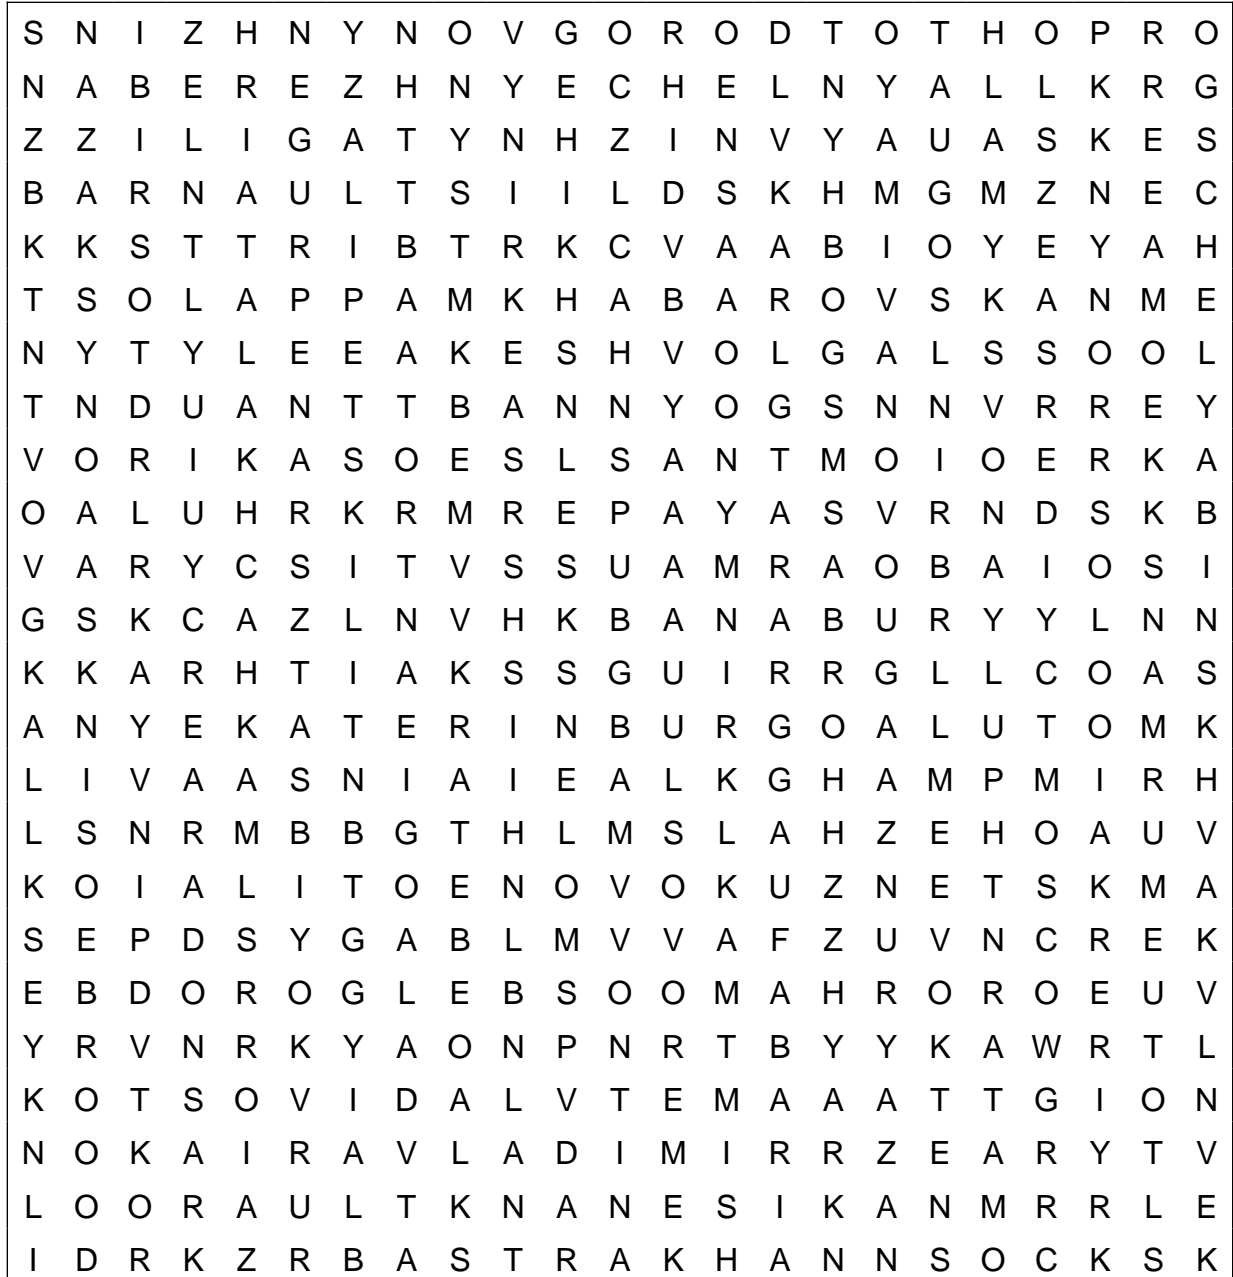 S N I Z H N Y N O V G O R O D T O T H O P R O
N A B E R E Z H N Y E C H E L N Y A L L K R G
Z Z I L I G A T Y N H Z I N V Y A U A S K E S
B A R N A U L T S I I L D S K H M G M Z N E C
K K S T T R I B T R K C V A A B I O Y E Y A H
T S O L A P P A M K H A B A R O V S K A N M E
N Y T Y L E E A K E S H V O L G A L S S O O L
T N D U A N T T B A N N Y O G S N N V R R E Y
V O R I K A S O E S L S A N T M O I O E R K A
O A L U H R K R M R E P A Y A S V R N D S K B
V A R Y C S I T V S S U A M R A O B A I O S I
G S K C A Z L N V H K B A N A B U R Y Y L N N
K K A R H T I A K S S G U I R R G L L C O A S
A N Y E K A T E R I N B U R G O A L U T O M K
L I V A A S N I A I E A L K G H A M P M I R H
L S N R M B B G T H L M S L A H Z E H O A U V
K O I A L I T O E N O V O K U Z N E T S K M A
S E P D S Y G A B L M V V A F Z U V N C R E K
E B D O R O G L E B S O O M A H R O R O E U V
Y R V N R K Y A O N P N R T B Y Y K A W R T L
K O T S O V I D A L V T E M A A A T T G I O N
N O K A I R A V L A D I M I R R Z E A R Y T V
L O O R A U L T K N A N E S I K A N M R R L E
I D R K Z R B A S T R A K H A N N S O C K S K